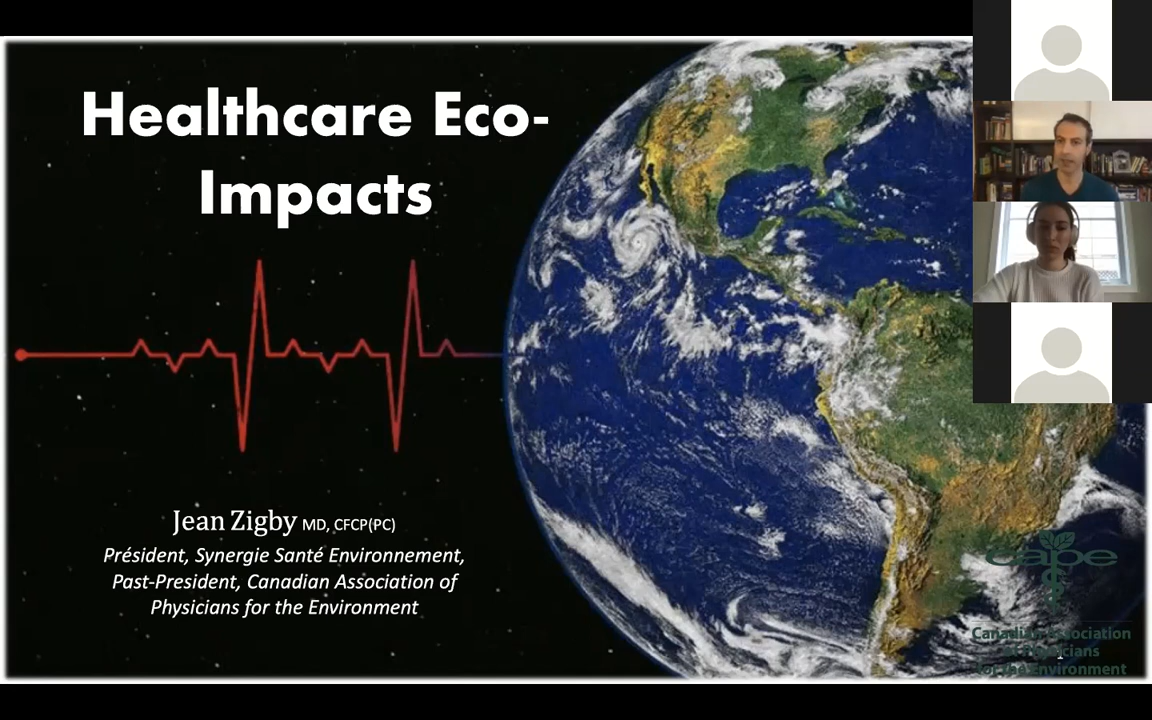 Healthcare Eco-
Impacts
Jean Zigby MD, CFCP(PC)
Président, Synergie Santé Environnement,
Past-President, Canadian Association of
Physicians for the Environment
cape
Canadian Association
of Physicians
for the Environment